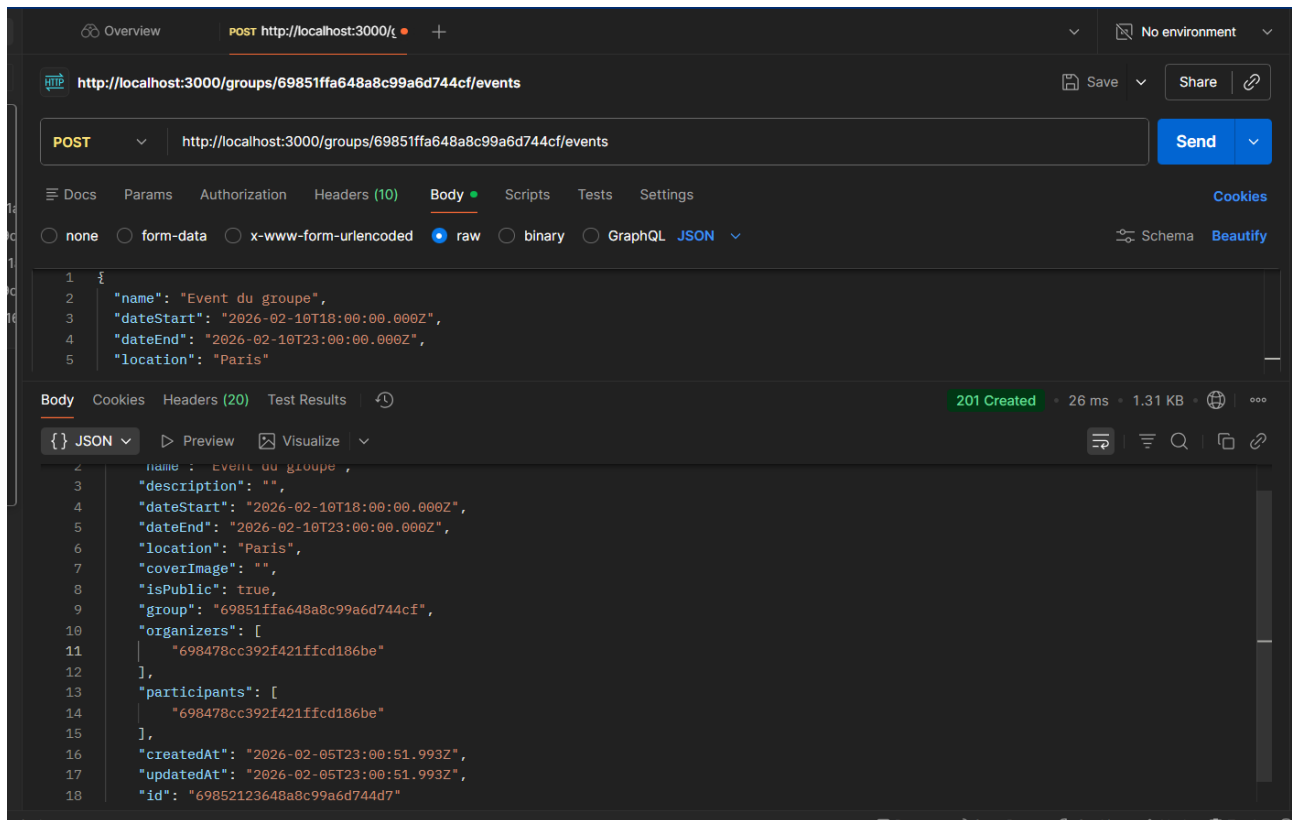 Overview
POST http://localhost:3000/g
No environment
HTTP http://localhost:3000/groups/69851ffa648a8c99a6d744cf/events
Save
Share
POST http://localhost:3000/groups/69851ffa648a8c99a6d744cf/events
Send
Docs Params Authorization Headers (10) Body Scripts Tests Settings
Cookies
none form-data x-www-form-urlencoded raw binary GraphQL JSON
Schema Beautify
1 {
2 "name": "Event du groupe",
3 "dateStart": "2026-02-10T18:00:00.000Z",
4 "dateEnd": "2026-02-10T23:00:00.000Z",
5 "location": "Paris"
Body Cookies Headers (20) Test Results
201 Created • 26 ms • 1.31 KB
{} JSON Preview Visualize
2 "name": "Event du groupe",
3 "description": "",
4 "dateStart": "2026-02-10T18:00:00.000Z",
5 "dateEnd": "2026-02-10T23:00:00.000Z",
6 "location": "Paris",
7 "coverImage": "",
8 "isPublic": true,
9 "group": "69851ffa648a8c99a6d744cf",
10 "organizers": [
11 "698478cc392f421ffcd186be"
12 ],
13 "participants": [
14 "698478cc392f421ffcd186be"
15 ],
16 "createdAt": "2026-02-05T23:00:51.993Z",
17 "updatedAt": "2026-02-05T23:00:51.993Z",
18 "id": "69852123648a8c99a6d744d7"